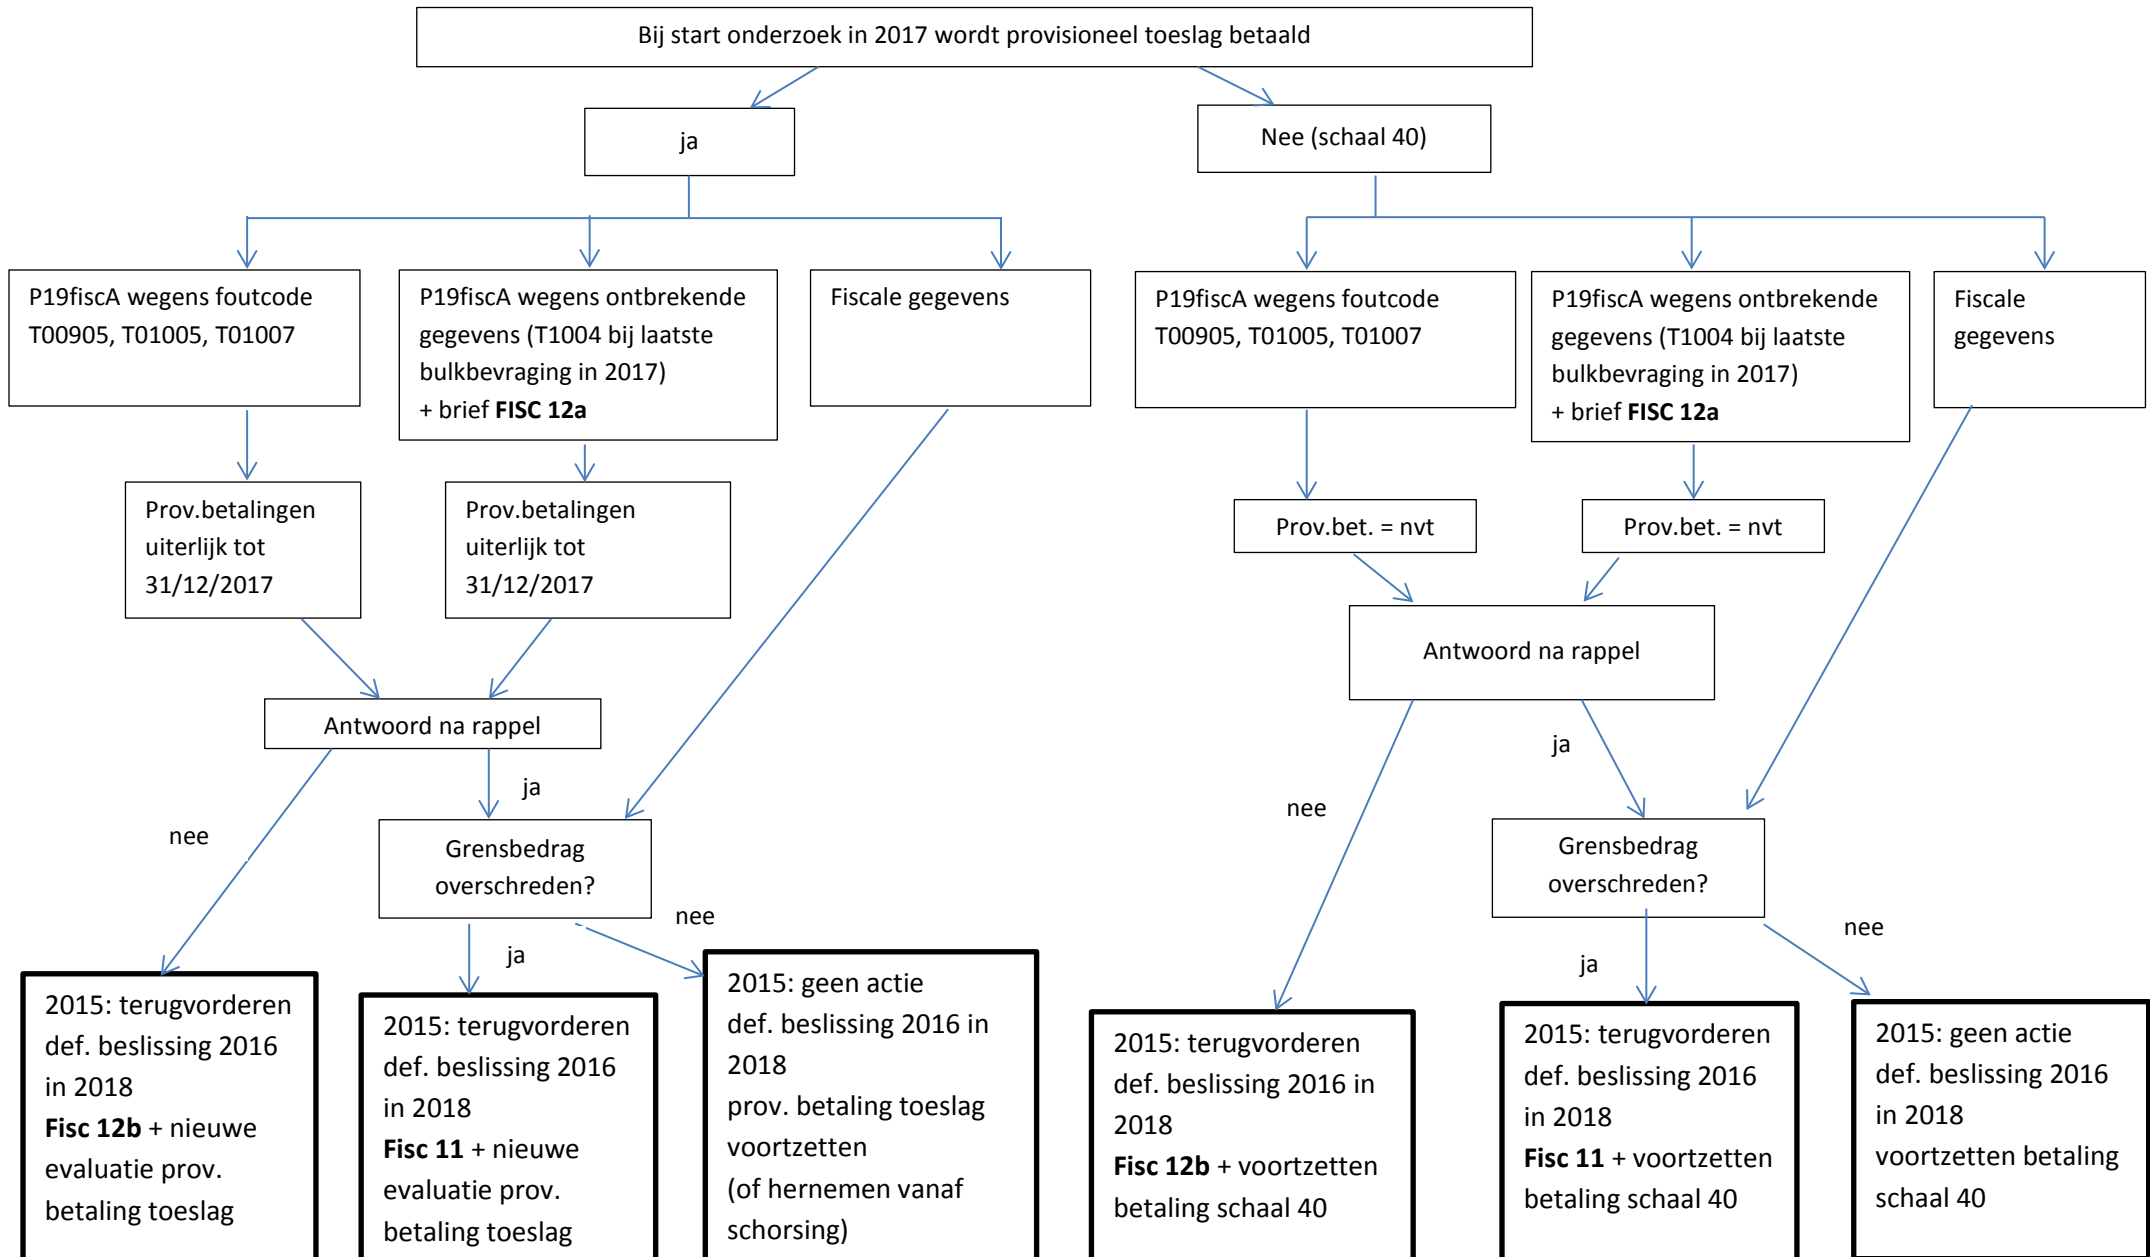 Bij start onderzoek in 2017 wordt provisioneel toeslag betaald
ja
Nee (schaal 40)
P19fiscA wegens foutcode
T00905, T01005, T01007
P19fiscA wegens ontbrekende
gegevens (T1004 bij laatste
bulkbevraging in 2017)
+ brief FISC 12a
Fiscale gegevens
P19fiscA wegens foutcode
T00905, T01005, T01007
P19fiscA wegens ontbrekende
gegevens (T1004 bij laatste
bulkbevraging in 2017)
+ brief FISC 12a
Fiscale
gegevens
Prov.betalingen
uiterlijk tot
31/12/2017
Prov.betalingen
uiterlijk tot
31/12/2017
Prov.bet. = nvt
Prov.bet. = nvt
Antwoord na rappel
Antwoord na rappel
ja
nee
ja
nee
Grensbedrag
overschreden?
Grensbedrag
overschreden?
nee
ja
nee
ja
2015: terugvorderen
def. beslissing 2016
in 2018
Fisc 12b + nieuwe
evaluatie prov.
betaling toeslag
2015: terugvorderen
def. beslissing 2016
in 2018
Fisc 11 + nieuwe
evaluatie prov.
betaling toeslag
2015: geen actie
def. beslissing 2016 in
2018
prov. betaling toeslag
voortzetten
(of hernemen vanaf
schorsing)
2015: terugvorderen
def. beslissing 2016 in
2018
Fisc 12b + voortzetten
betaling schaal 40
2015: terugvorderen
def. beslissing 2016
in 2018
Fisc 11 + voortzetten
betaling schaal 40
2015: geen actie
def. beslissing 2016
in 2018
voortzetten betaling
schaal 40